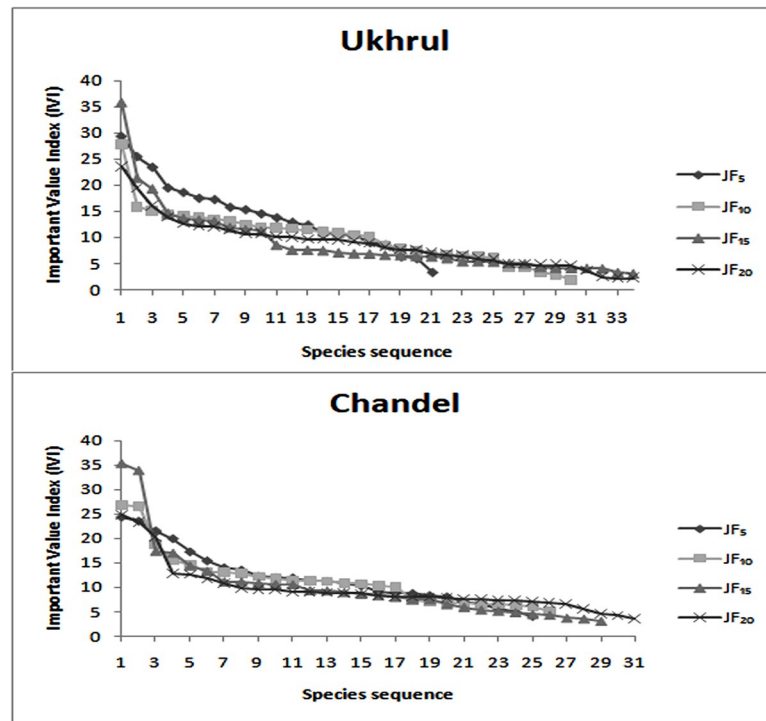 Ukhrul
Important Value Index (IVI)
40
35
30
25
20
15
10
5
0
1 3 5 7 9 11 13 15 17 19 21 23 25 27 29 31 33
Species sequence
JF₅
JF₁₀
JF₁₅
JF₂₀
Chandel
Important Value Index (IVI)
40
35
30
25
20
15
10
5
0
1 3 5 7 9 11 13 15 17 19 21 23 25 27 29 31
Species sequence
JF₅
JF₁₀
JF₁₅
JF₂₀